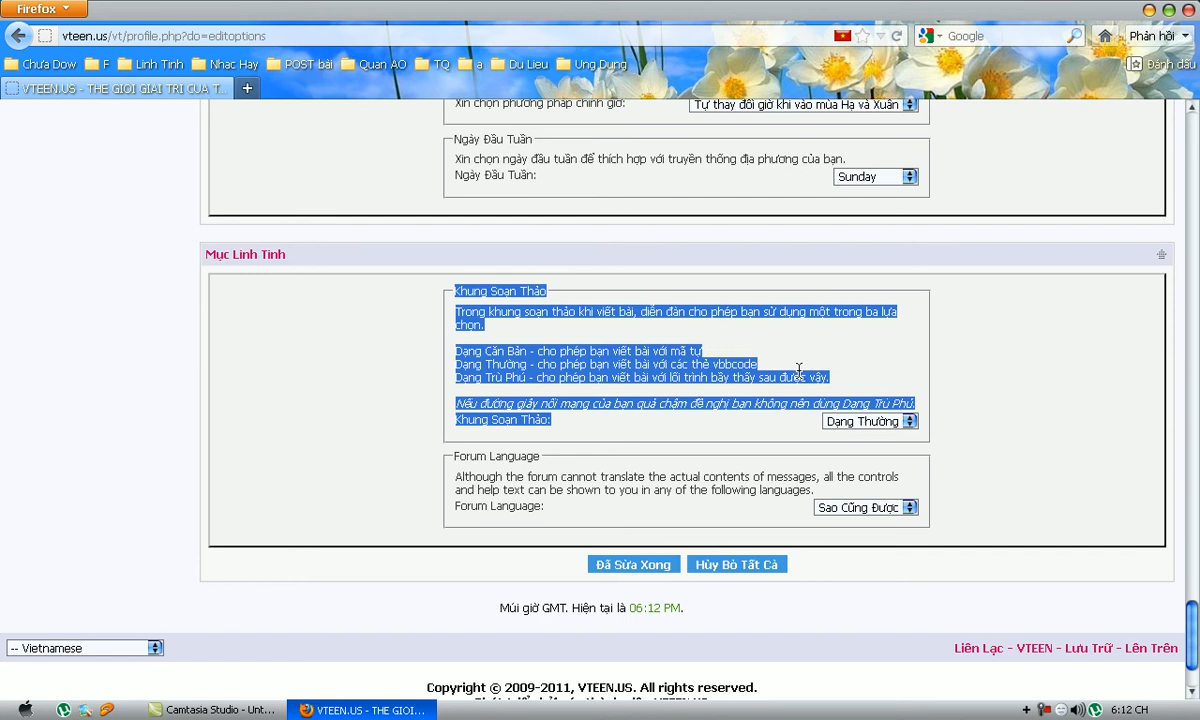 Firefox
vteen.us/vt/profile.php?do=editoptions
Google
Phản hồi
Chưa Dow
F
Linh Tinh
Nhac Hay
POST bài
Quan AO
TQ
a
Du Lieu
Ung Dung
Đánh dấu
VTEEN.US - THE GIOI GIAI TRI CUA T...
Xin chọn phương pháp chỉnh giờ:
Tự thay đổi giờ khi vào mùa Hạ và Xuân
Ngày Đầu Tuần
Xin chọn ngày đầu tuần để thích hợp với truyền thống địa phương của bạn.
Ngày Đầu Tuần:
Sunday
Mục Linh Tinh
Khung Soạn Thảo
Trong khung soạn thảo khi viết bài, diễn đàn cho phép bạn sử dụng một trong ba lựa
chọn.
Dạng Căn Bản - cho phép bạn viết bài với mã tự
Dạng Thường - cho phép bạn viết bài với các thẻ vbbcode
Dạng Trù Phú - cho phép bạn viết bài với lối trình bầy thấy sau được vậy.
Nếu đường giây nối mạng của bạn quá chậm đề nghị bạn không nên dùng Dạng Trù Phú.
Khung Soạn Thảo:
Dạng Thường
Forum Language
Although the forum cannot translate the actual contents of messages, all the controls
and help text can be shown to you in any of the following languages.
Forum Language:
Sao Cũng Được
Đã Sửa Xong
Hủy Bỏ Tất Cả
Múi giờ GMT. Hiện tại là 06:12 PM.
-- Vietnamese
Liên Lạc - VTEEN - Lưu Trữ - Lên Trên
Copyright © 2009-2011, VTEEN.US. All rights reserved.
Camtasia Studio - Unt...
VTEEN.US - THE GIOI...
6:12 CH